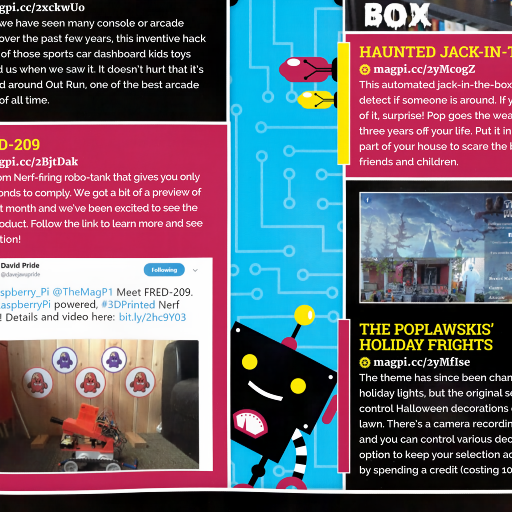 gpi.cc/2xckwUo
we have seen many console or arcade
over the past few years, this inventive hack
of those sports car dashboard kids toys
d us when we saw it. It doesn't hurt that it's
d around Out Run, one of the best arcade
of all time.
D-209
gpi.cc/2BjtDak
om Nerf-firing robo-tank that gives you only
onds to comply. We got a bit of a preview of
t month and we've been excited to see the
oduct. Follow the link to learn more and see
tion!
David Pride
@davejavupride
Following
spberry_Pi @TheMagP1 Meet FRED-209.
aspberryPi powered, #3DPrinted Nerf
! Details and video here: bit.ly/2hc9Y03
BOX
HAUNTED JACK-IN-T
magpi.cc/2yMcogZ
This automated jack-in-the-box
detect if someone is around. If y
of it, surprise! Pop goes the wea
three years off your life. Put it in
part of your house to scare the b
friends and children.
THE POPLAWSKIS'
HOLIDAY FRIGHTS
magpi.cc/2yMfIse
The theme has since been chan
holiday lights, but the original se
control Halloween decorations o
lawn. There's a camera recordin
and you can control various dec
option to keep your selection ac
by spending a credit (costing 10